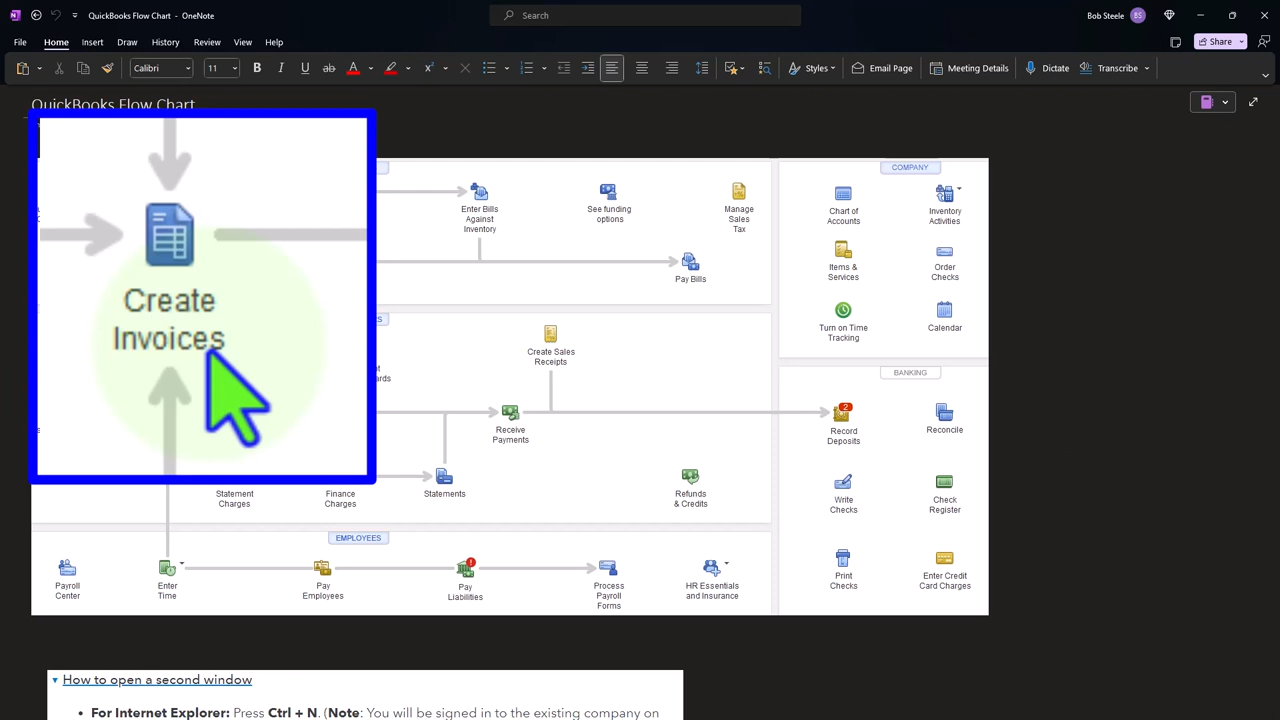 QuickBooks Flow Chart - OneNote
Search
Bob Steele
BS
File
Home
Insert
Draw
History
Review
View
Help
Share
Calibri
11
B
I
U
ab
A
Styles
Email Page
Meeting Details
Dictate
Transcribe
QuickBooks Flow Chart
Create
Invoices
Enter Bills
Against
Inventory
See funding
options
Manage
Sales
Tax
Pay Bills
COMPANY
Chart of
Accounts
Inventory
Activities
Items &
Services
Order
Checks
Turn on Time
Tracking
Calendar
Create Sales
Receipts
Receive
Payments
Statement
Charges
Finance
Charges
Statements
Refunds
& Credits
BANKING
2
Record
Deposits
Reconcile
Write
Checks
Check
Register
Print
Checks
Enter Credit
Card Charges
EMPLOYEES
Payroll
Center
Enter
Time
Pay
Employees
Pay
Liabilities
Process
Payroll
Forms
HR Essentials
and Insurance
How to open a second window
• For Internet Explorer: Press Ctrl + N. (Note: You will be signed in to the existing company on